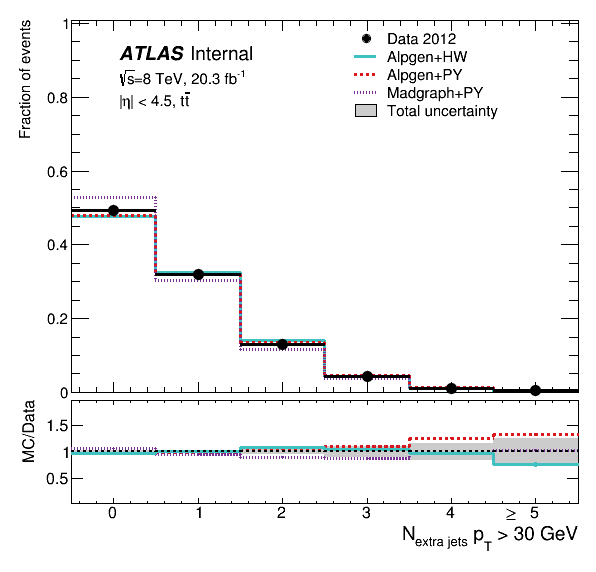 Fraction of events
1
0.8
0.6
0.4
0.2
0
ATLAS Internal
√s=8 TeV, 20.3 fb⁻¹
|η| < 4.5, tt̄
Data 2012
Alpgen+HW
Alpgen+PY
Madgraph+PY
Total uncertainty
MC/Data
1.5
1
0.5
0 1 2 3 4 ≥ 5
N_extra jets p_T > 30 GeV